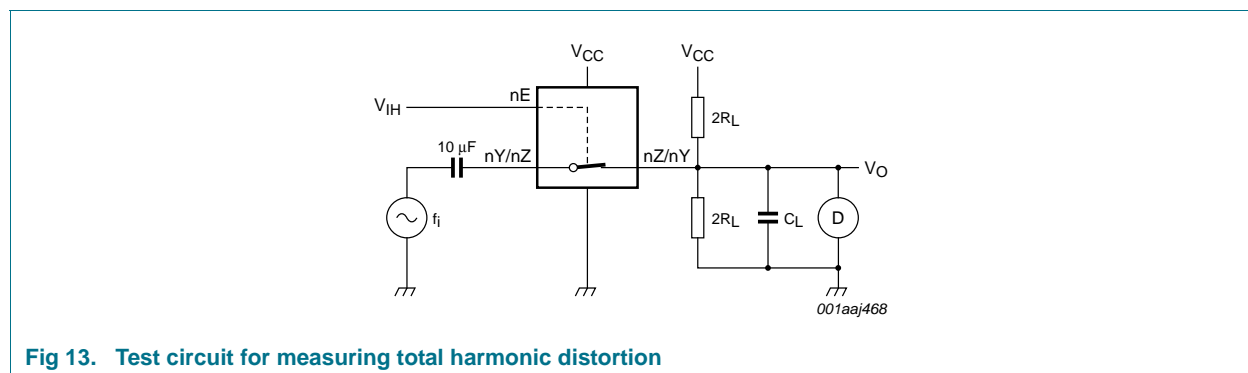 VCC
VCC
nE
VIH
2RL
10 μF
nY/nZ
nZ/nY
VO
fi
2RL
CL
D
001aaj468
Fig 13. Test circuit for measuring total harmonic distortion